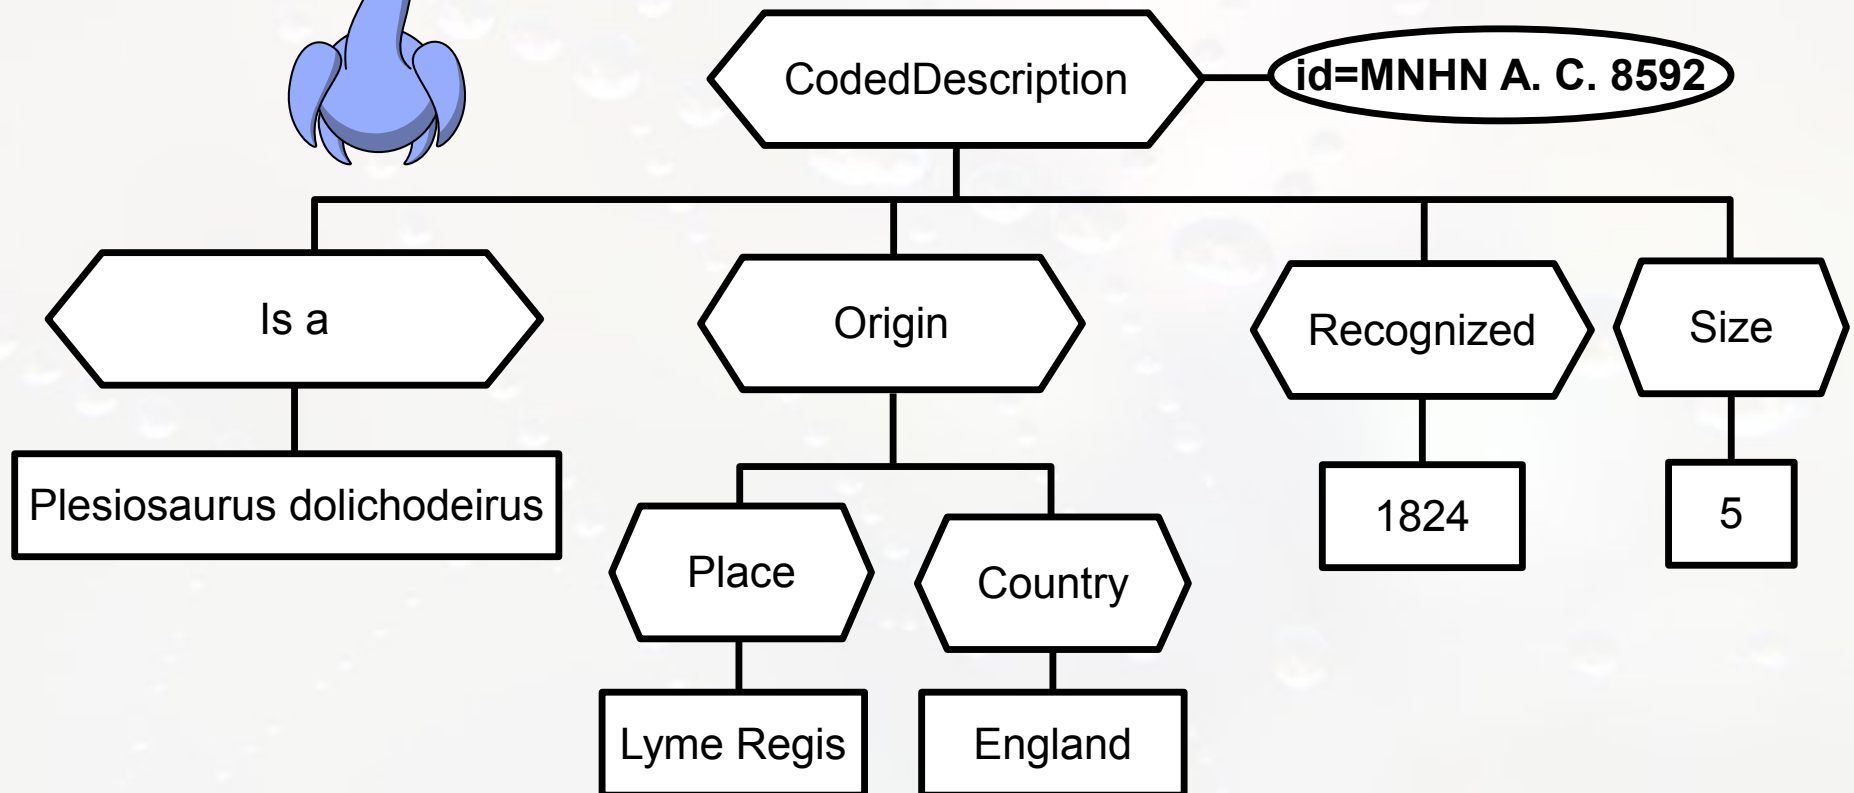 CodedDescription
id=MNHN A. C. 8592
Is a
Origin
Recognized
Size
Plesiosaurus dolichodeirus
1824
5
Place
Country
Lyme Regis
England